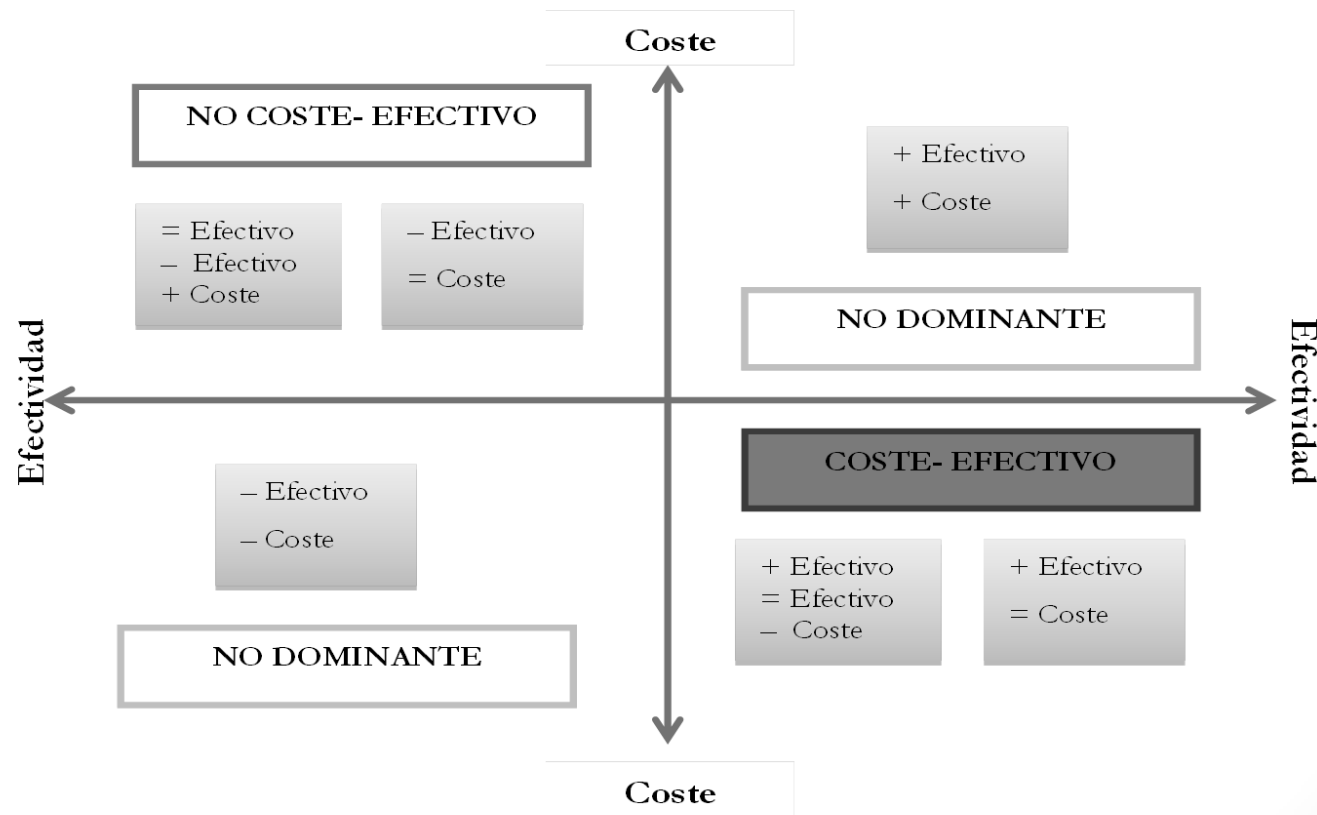 Coste
NO COSTE- EFECTIVO
+ Efectivo
+ Coste
= Efectivo
– Efectivo
+ Coste
– Efectivo
= Coste
NO DOMINANTE
Efectividad
Efectividad
COSTE- EFECTIVO
– Efectivo
– Coste
+ Efectivo
= Efectivo
– Coste
+ Efectivo
= Coste
NO DOMINANTE
Coste